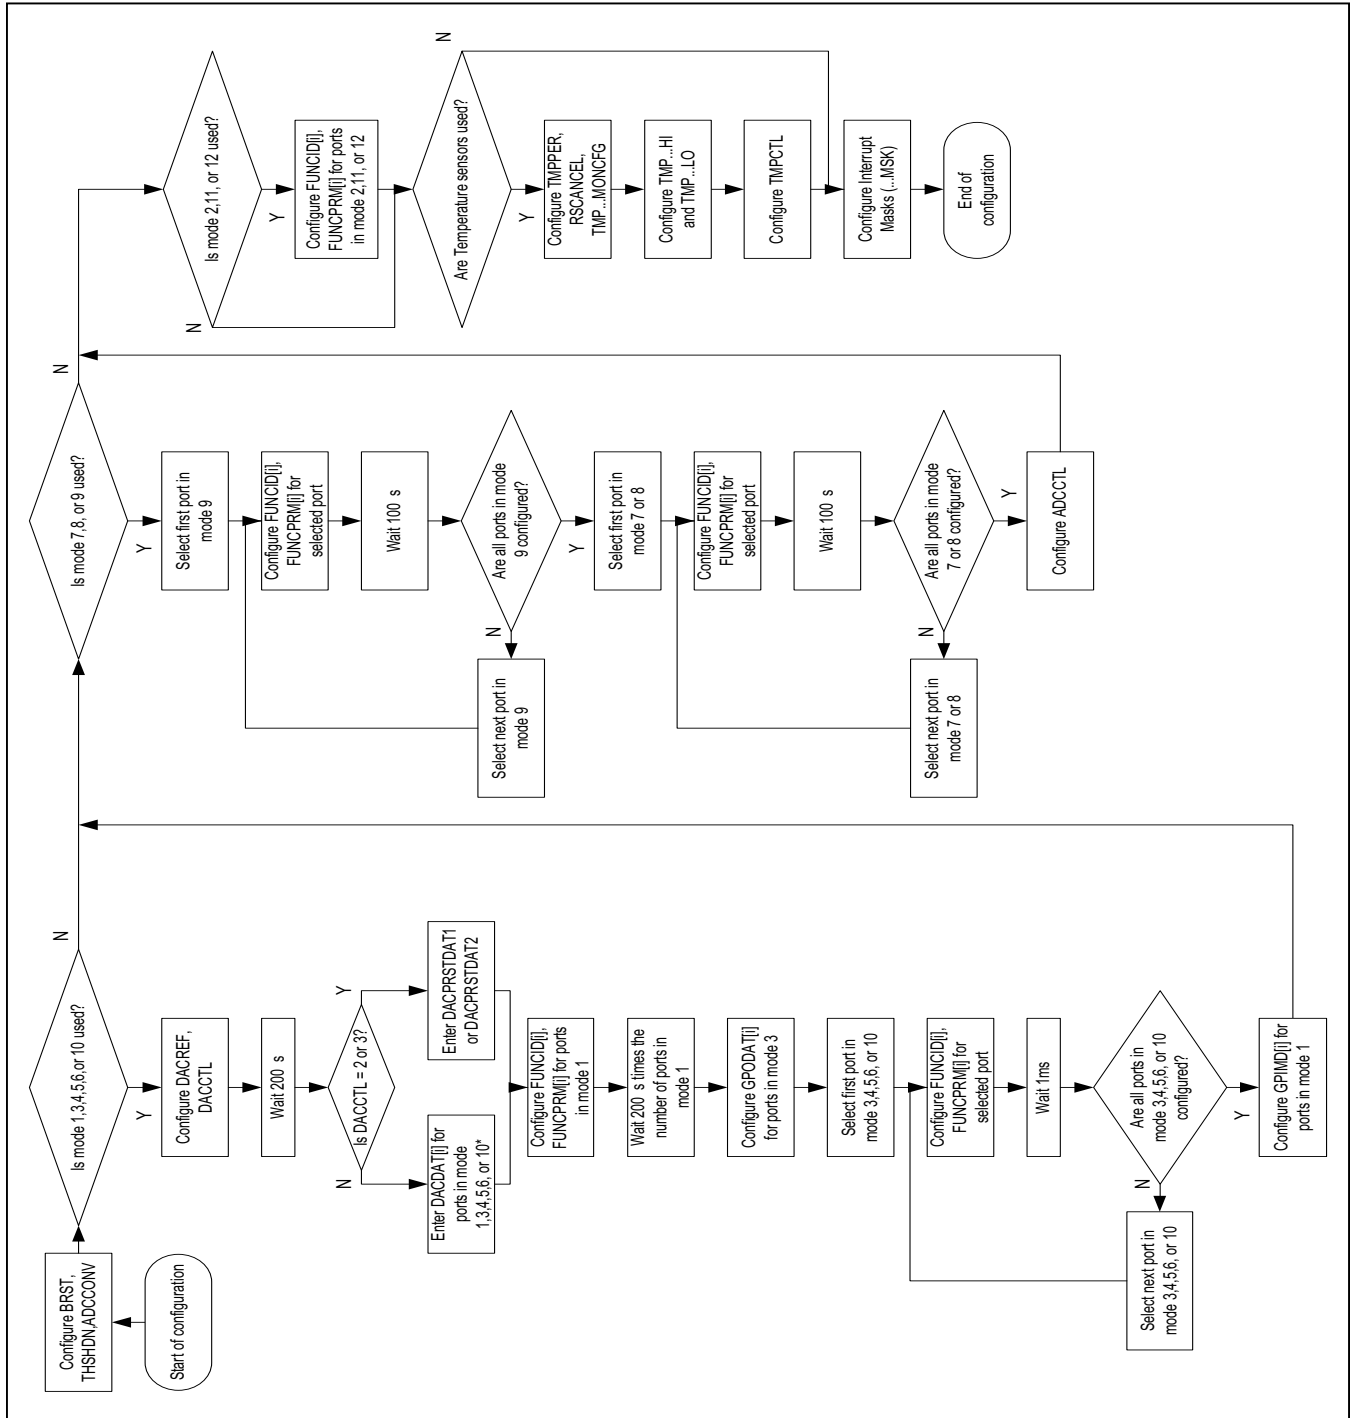 Start of configuration
Configure BRST,
THSHDN,ADCCONV
Is mode 1,3,4,5,6,or 10 used?
N
Y
Configure DACREF,
DACCTL
Wait 200  s
Is DACCTL = 2 or 3?
N
Y
Enter DACDAT[i] for
ports in mode
1,3,4,5,6, or 10*
Enter DACPRSTDAT1
or DACPRSTDAT2
Configure FUNCID[i],
FUNCPRM[i] for ports
in mode 1
Wait 200  s times the
number of ports in
mode 1
Configure GPODAT[i]
for ports in mode 3
Select first port in
mode 3,4,5,6, or 10
Configure FUNCID[i],
FUNCPRM[i] for
selected port
Wait 1ms
Are all ports in
mode 3,4,5,6, or 10
configured?
N
Y
Select next port in
mode 3,4,5,6, or 10
Configure GPIMD[i] for
ports in mode 1
Is mode 7,8, or 9 used?
N
Y
Select first port in
mode 9
Configure FUNCID[i],
FUNCPRM[i] for
selected port
Wait 100  s
Are all ports in mode
9 configured?
N
Y
Select next port in
mode 9
Select first port in
mode 7 or 8
Configure FUNCID[i],
FUNCPRM[i] for
selected port
Wait 100  s
Are all ports in mode
7 or 8 configured?
N
Y
Select next port in
mode 7 or 8
Configure ADCCTL
Is mode 2,11, or 12 used?
N
Y
Configure FUNCID[i],
FUNCPRM[i] for ports
in mode 2,11, or 12
Are Temperature sensors used?
N
Y
Configure TMPPER,
RSCANCEL,
TMP...MONCFG
Configure TMP...HI
and TMP...LO
Configure TMPCTL
Configure Interrupt
Masks (...MSK)
End of
configuration
N